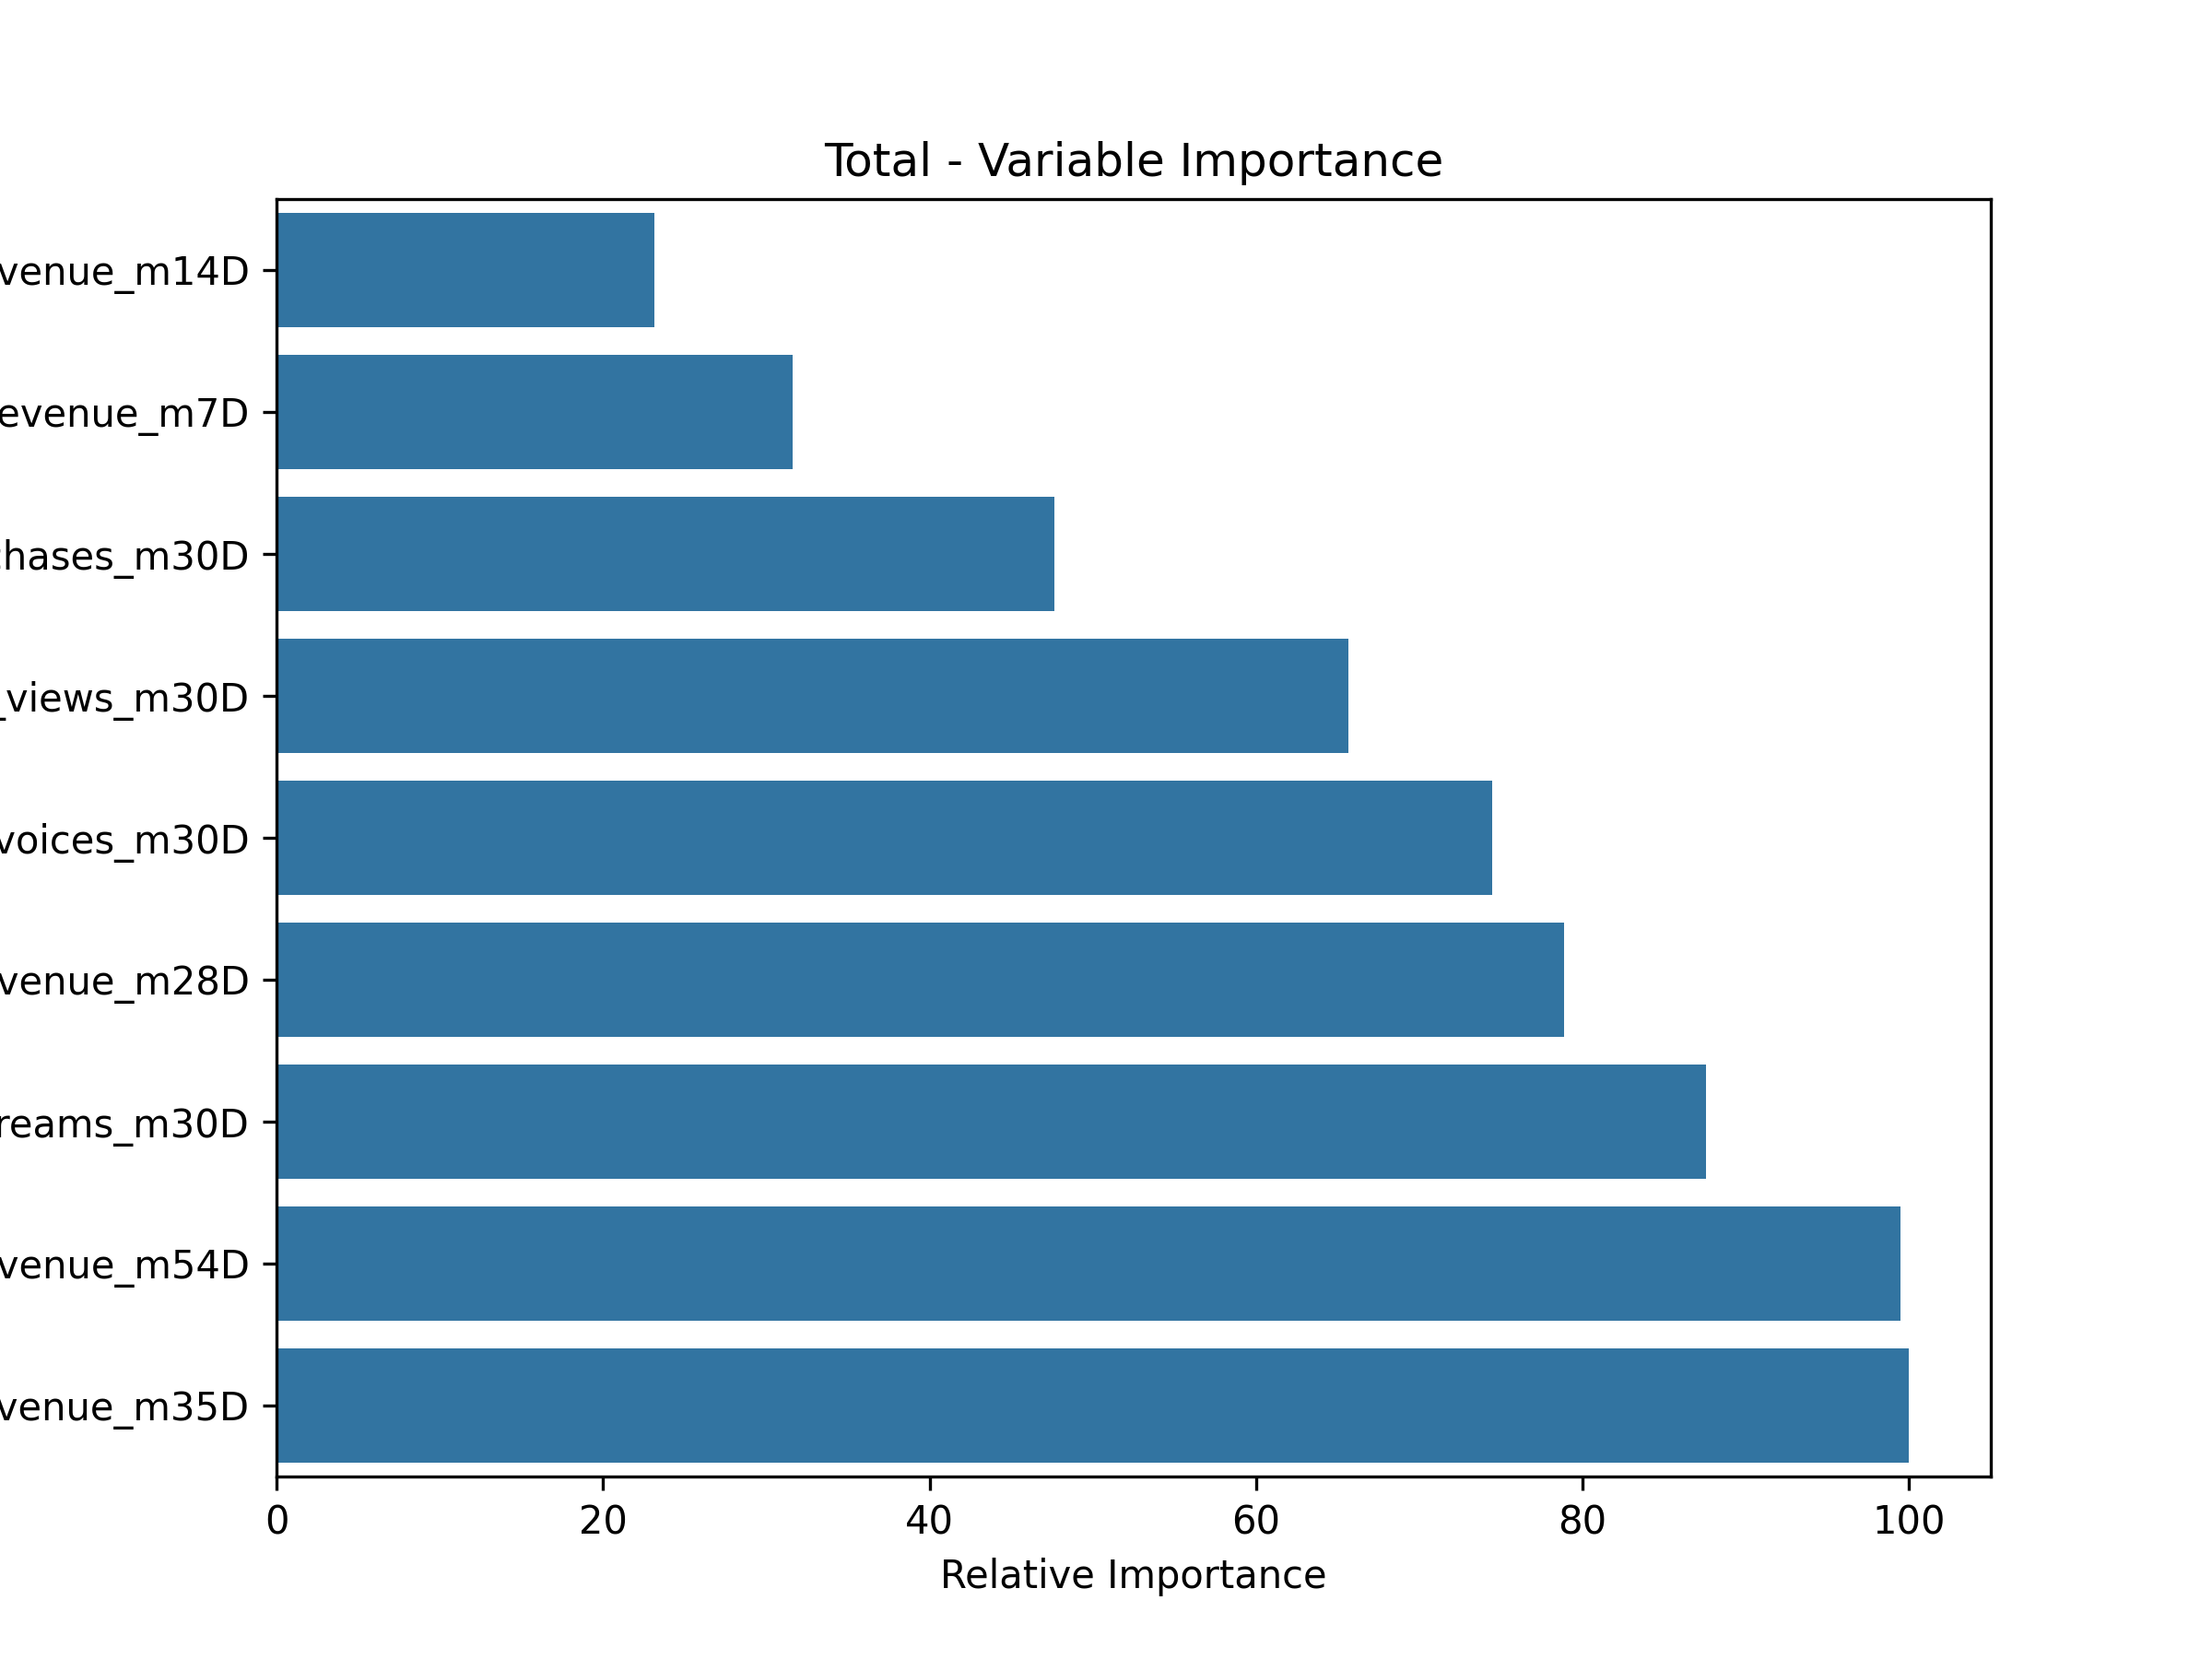 Total - Variable Importance
venue_m14D
evenue_m7D
hases_m30D
_views_m30D
voices_m30D
venue_m28D
reams_m30D
venue_m54D
venue_m35D
0 20 40 60 80 100
Relative Importance